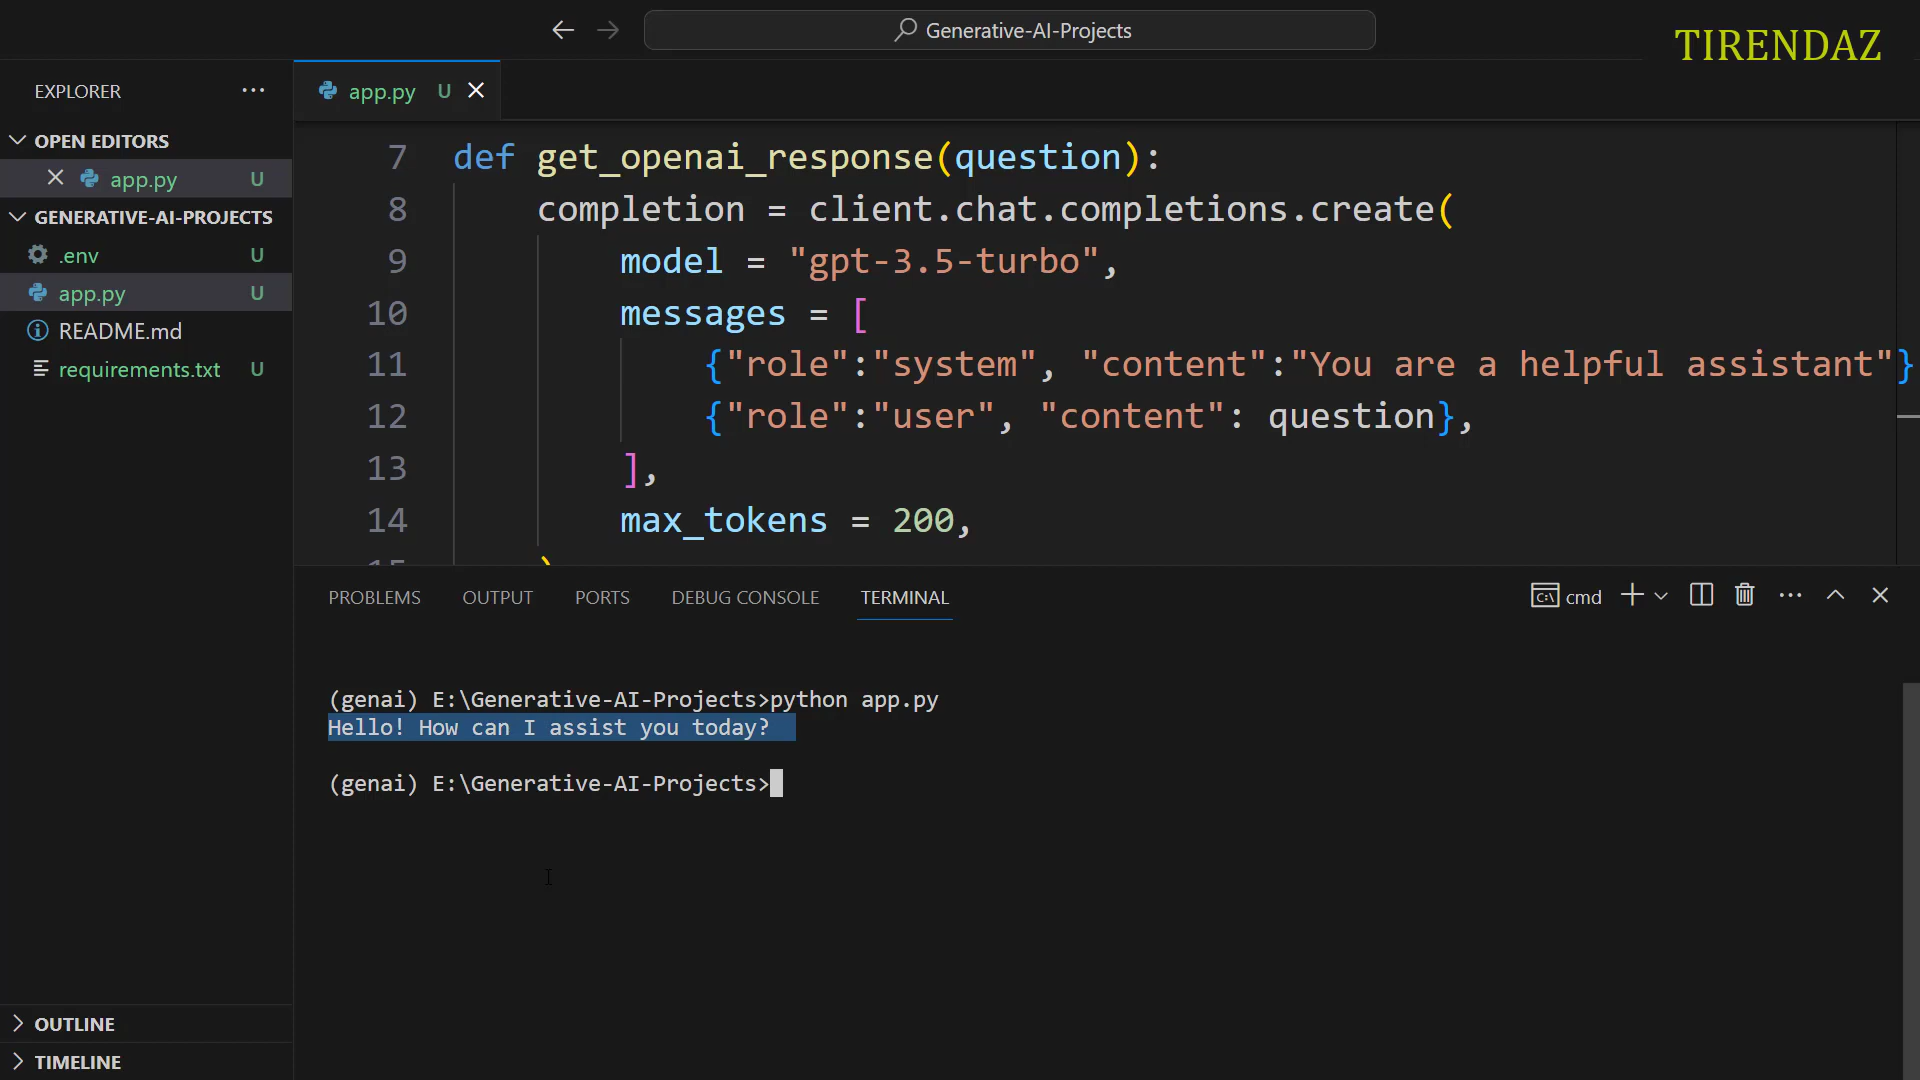 Generative-AI-Projects
TIRENDAZ
EXPLORER
app.py U
OPEN EDITORS
app.py U
GENERATIVE-AI-PROJECTS
.env U
app.py U
README.md
requirements.txt U
OUTLINE
TIMELINE
7 def get_openai_response(question):
8 completion = client.chat.completions.create(
9 model = "gpt-3.5-turbo",
10 messages = [
11 {"role":"system", "content":"You are a helpful assistant"}
12 {"role":"user", "content": question},
13 ],
14 max_tokens = 200,
15 )
PROBLEMS OUTPUT PORTS DEBUG CONSOLE TERMINAL
cmd
(genai) E:\Generative-AI-Projects>python app.py
Hello! How can I assist you today?
(genai) E:\Generative-AI-Projects>